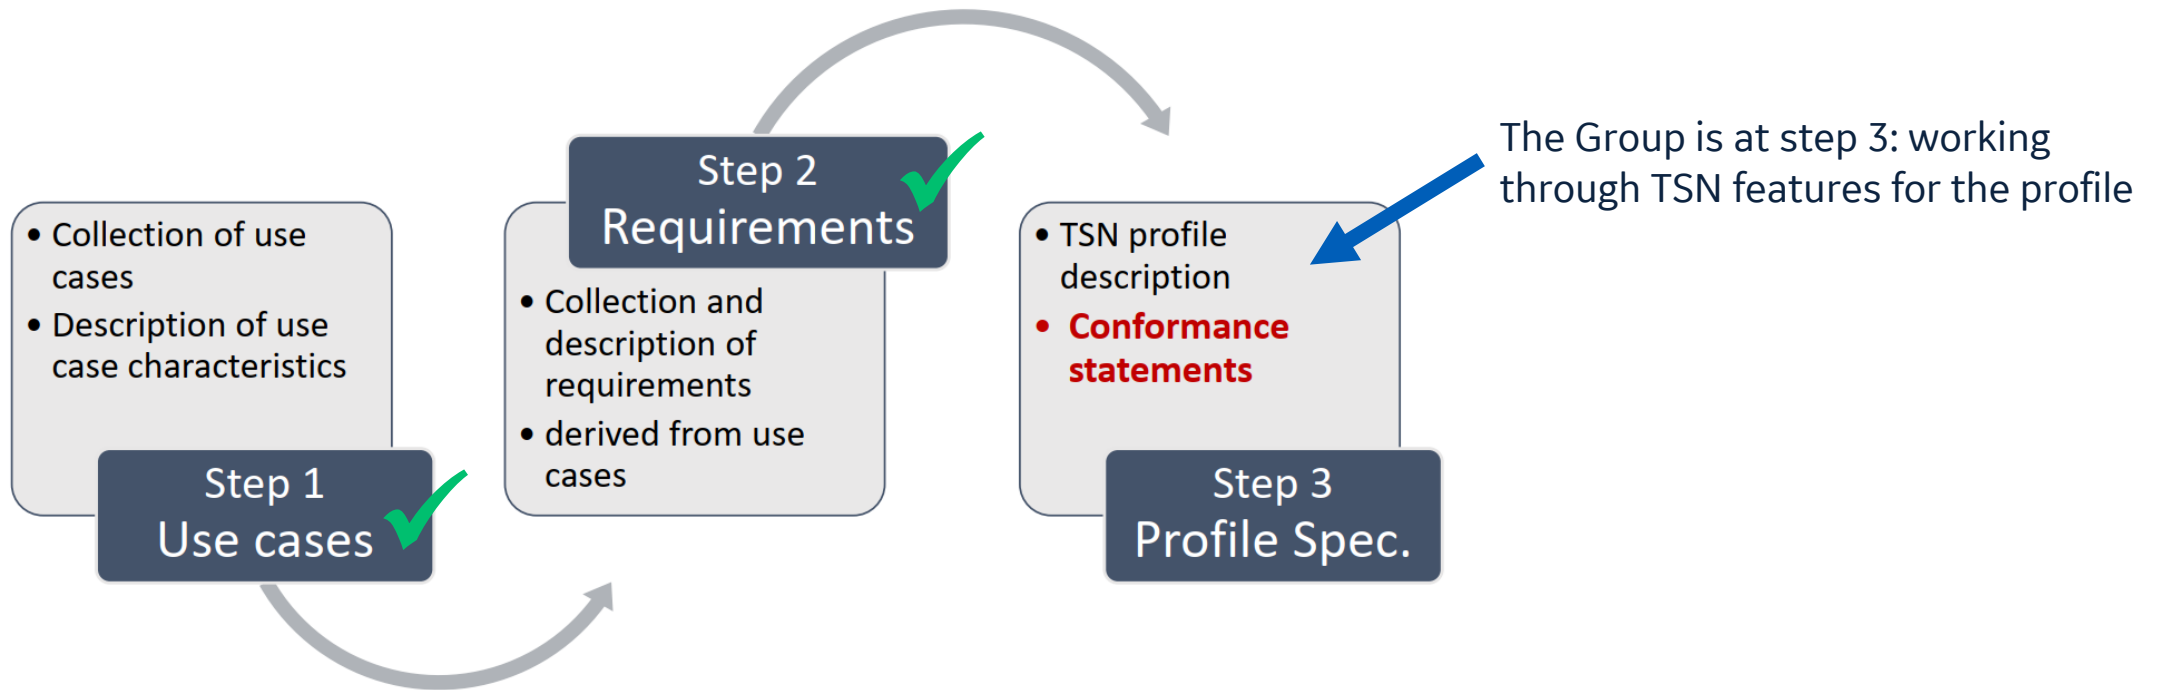 • Collection of use
cases
• Description of use
case characteristics
Step 1
Use cases
Step 2
Requirements
• Collection and
description of
requirements
• derived from use
cases
• TSN profile
description
• Conformance
statements
Step 3
Profile Spec.
The Group is at step 3: working
through TSN features for the profile